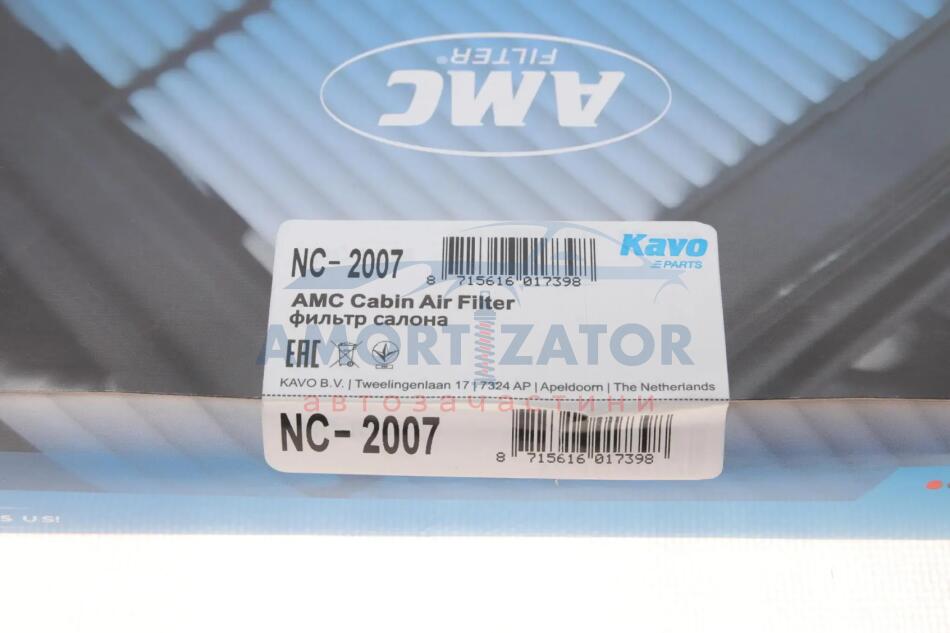 AMC
FILTER®
NC-2007
8 715616 017398
Kavo
PARTS
AMC Cabin Air Filter
фильтр салона
AMORTIZATOR
EAC
KAVO B.V. | Tweelingenlaan 17 | 7324 AP | Apeldoorn | The Netherlands
автозапчастини
NC-2007
8 715616 017398
S US!